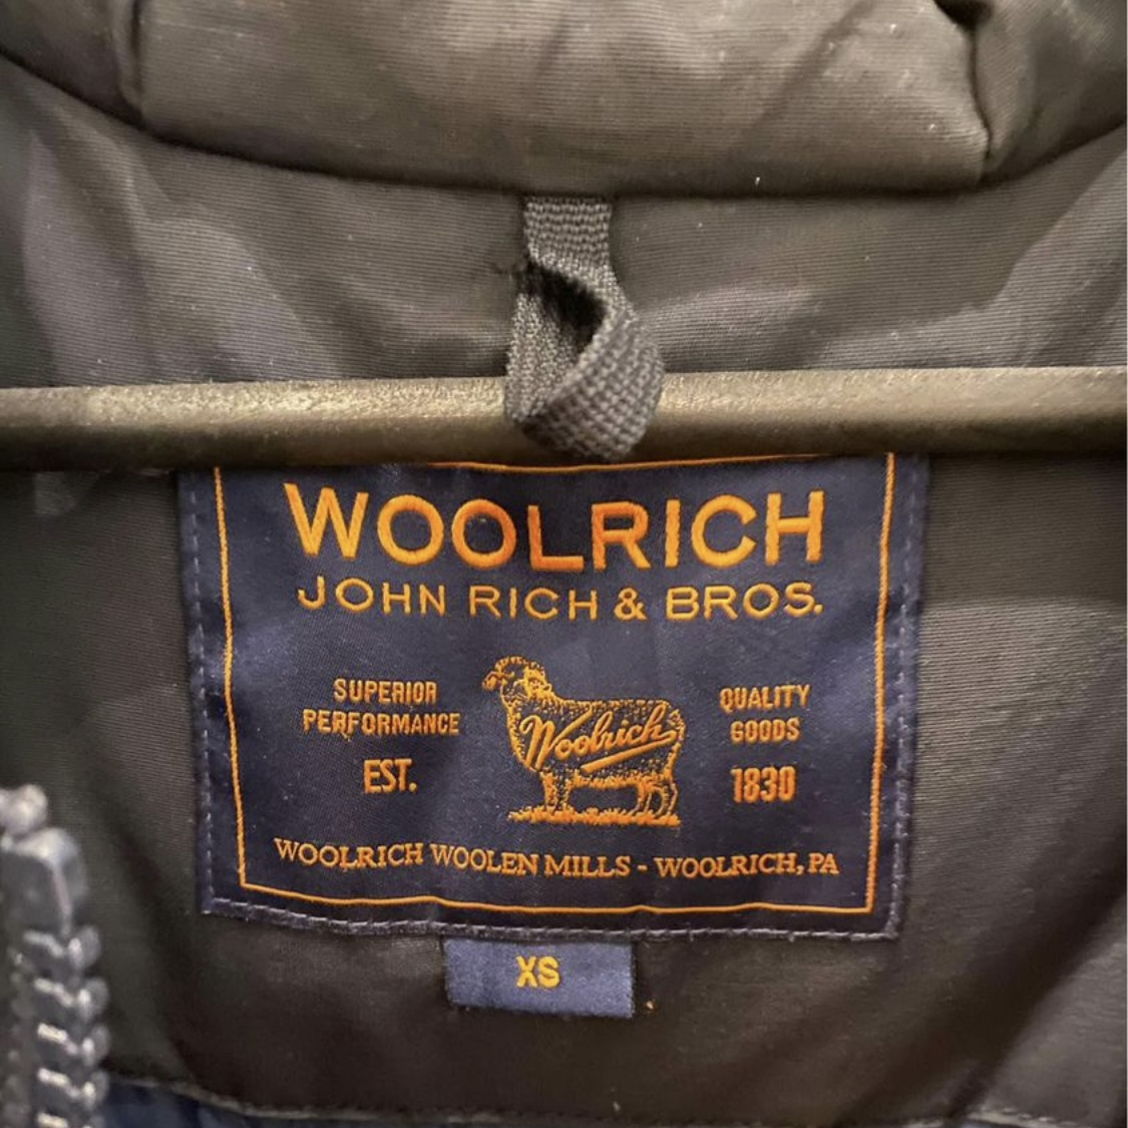 WOOLRICH
JOHN RICH & BROS.
SUPERIOR
PERFORMANCE
EST.
Woolrich
QUALITY
GOODS
1830
WOOLRICH WOOLEN MILLS - WOOLRICH, PA
XS